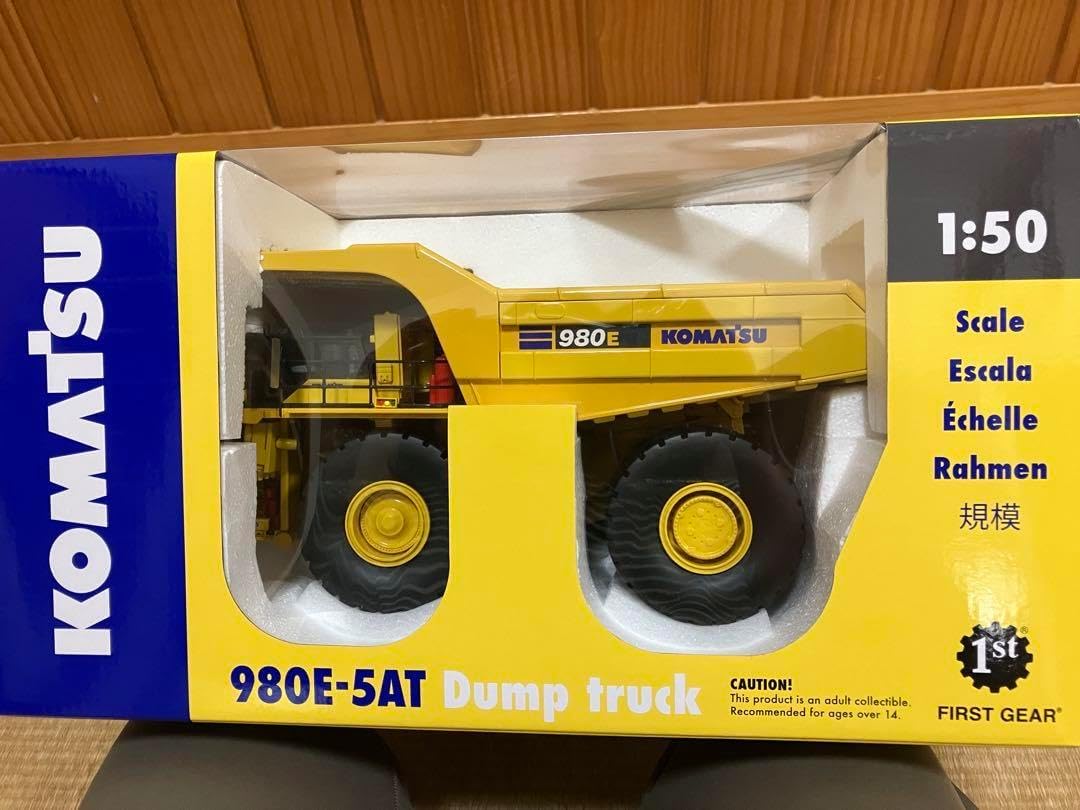 KOMATSU
980E KOMATSU
1:50
Scale
Escala
Échelle
Rahmen
規模
1st®
FIRST GEAR®
980E-5AT Dump truck
CAUTION!
This product is an adult collectible.
Recommended for ages over 14.